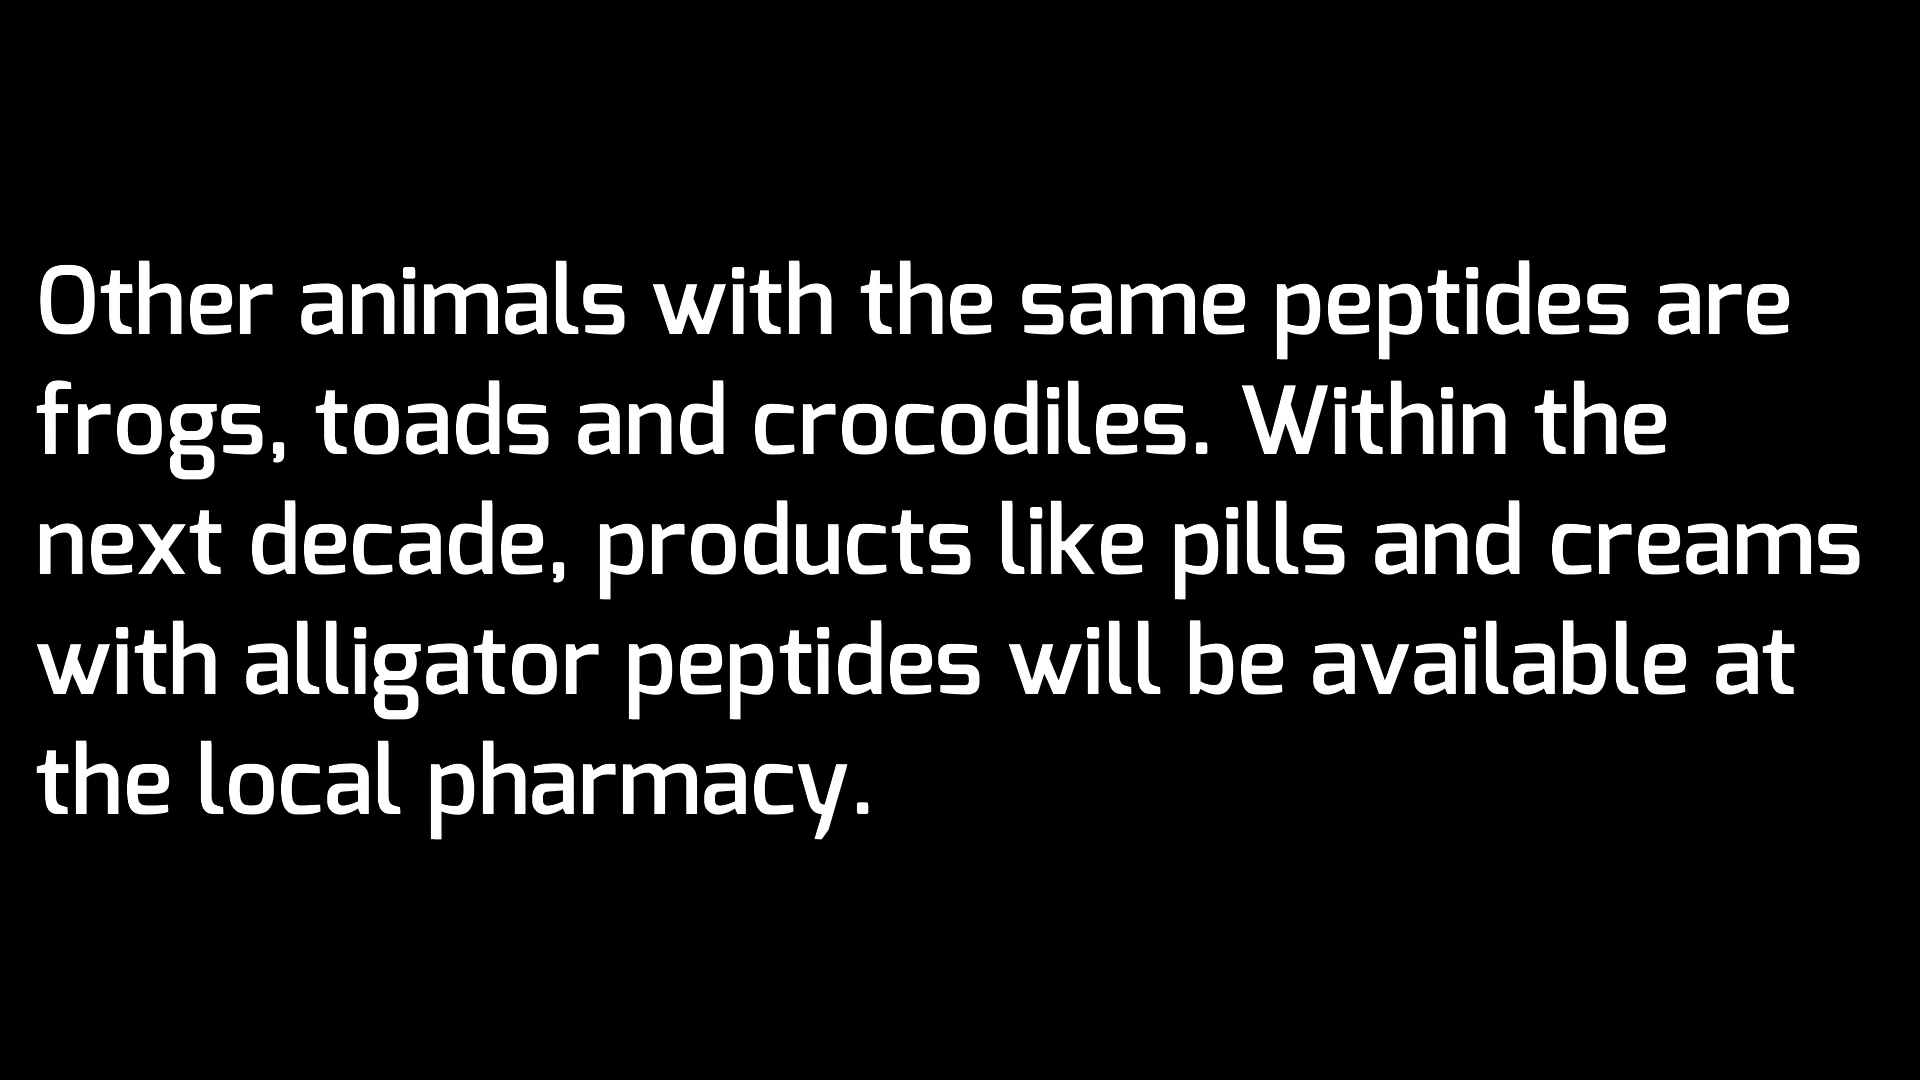 Other animals with the same peptides are
frogs, toads and crocodiles. Within the
next decade, products like pills and creams
with alligator peptides will be available at
the local pharmacy.